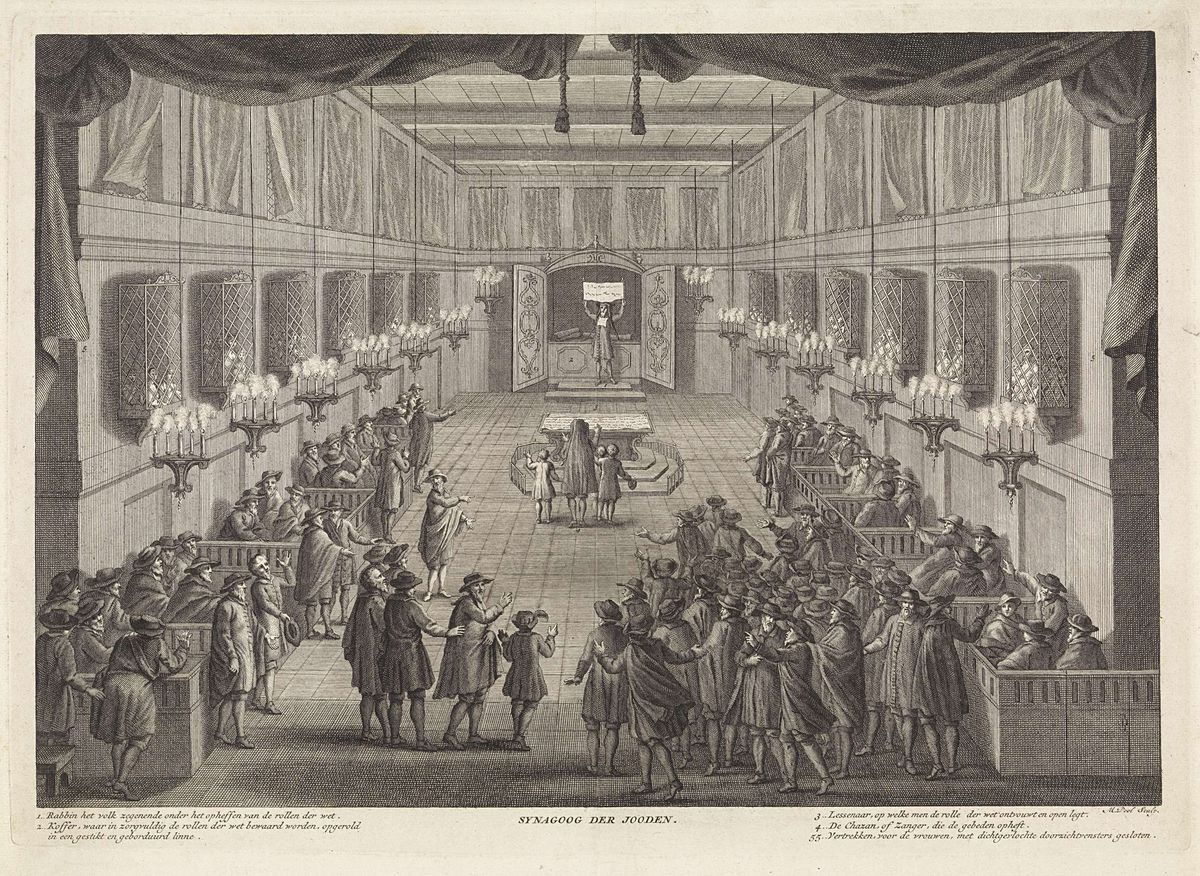 1. Rabbin het volk zegenende onder het opheffen van de rollen der wet.
2. Koffer, waar in zorgvuldig de rollen der wet bewaard worden, opgerold
in een gestikt en geborduurd linne.
SYNAGOOG DER JOODEN.
M. Poel Sculp.
3. Lessenaar, op welke men de rolle der wet ontvouwt en open legt.
4. De Chazan, of Zanger, die de gebeden opheft.
55. Vertrekken, voor de vrouwen, met dichtgevlochte doorzichtvensters gesloten.